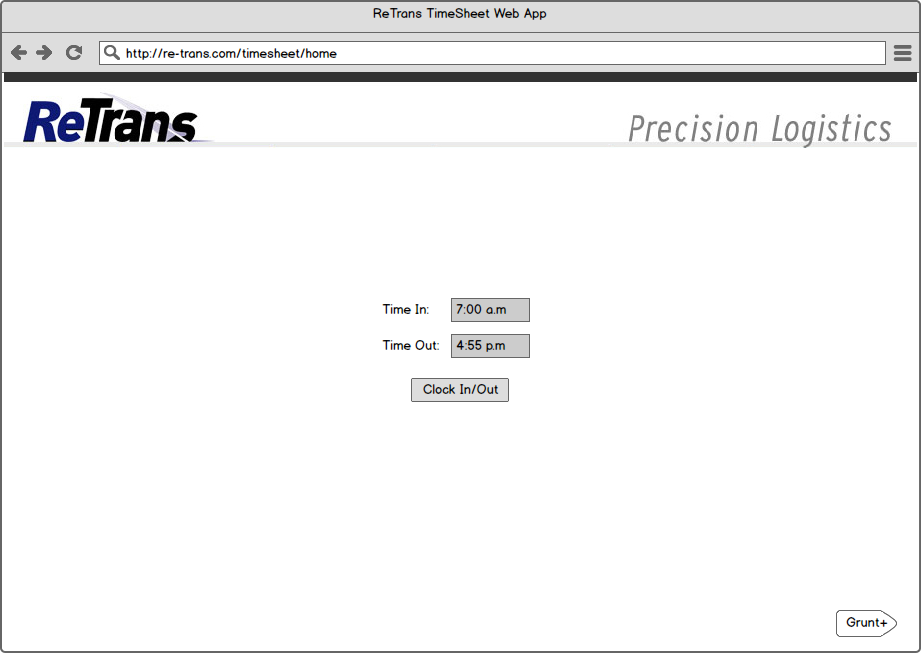 ReTrans TimeSheet Web App
http://re-trans.com/timesheet/home
ReTrans
Precision Logistics
Time In: 7:00 a.m
Time Out: 4:55 p.m
Clock In/Out
Grunt+